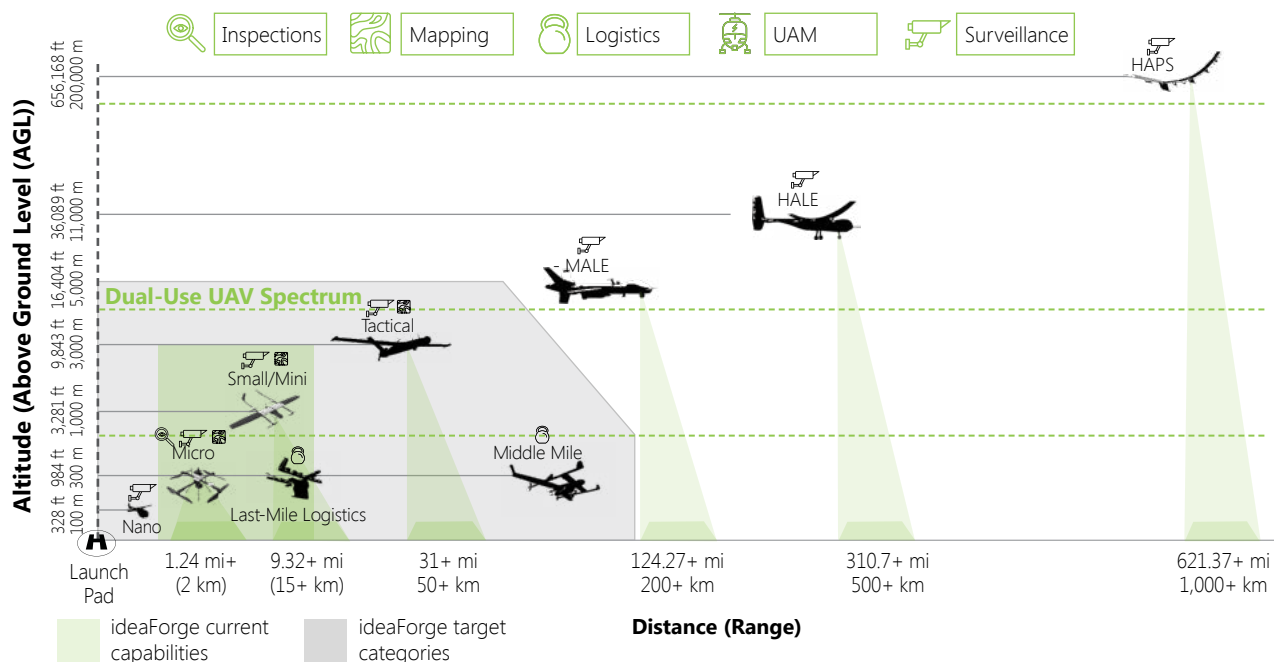 Inspections
Mapping
Logistics
UAM
Surveillance
Altitude (Above Ground Level (AGL))
656,168 ft
200,000 m
36,089 ft
11,000 m
16,404 ft
5,000 m
9,843 ft
3,000 m
3,281 ft
1,000 m
984 ft
300 m
328 ft
100 m
HAPS
HALE
- MALE
Dual-Use UAV Spectrum
Tactical
Small/Mini
Micro
Middle Mile
Last-Mile Logistics
Nano
Launch
Pad
1.24 mi+
(2 km)
9.32+ mi
(15+ km)
31+ mi
50+ km
124.27+ mi
200+ km
310.7+ mi
500+ km
621.37+ mi
1,000+ km
Distance (Range)
ideaForge current
capabilities
ideaForge target
categories